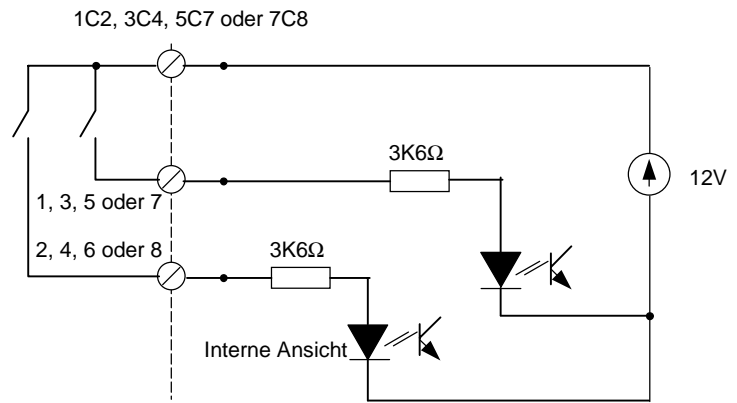 1C2, 3C4, 5C7 oder 7C8
3K6Ω
12V
1, 3, 5 oder 7
2, 4, 6 oder 8
3K6Ω
Interne Ansicht